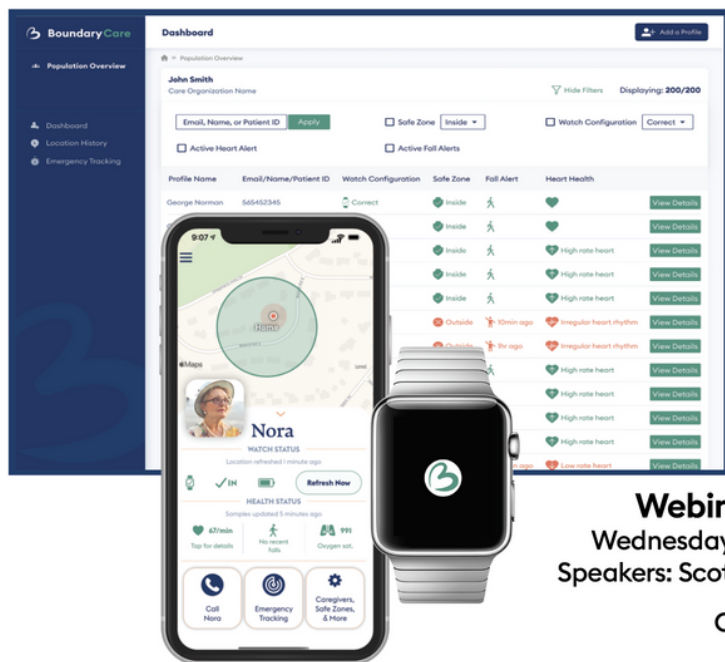 BoundaryCare
Dashboard
Add a Profile
Population Overview
Population Overview
John Smith
Care Organization Name
Hide Filters
Displaying: 200/200
Dashboard
Location History
Emergency Tracking
Email, Name, or Patient ID
Apply
Safe Zone
Inside
Watch Configuration
Correct
Active Heart Alert
Active Fall Alerts
Profile Name Email/Name/Patient ID Watch Configuration Safe Zone Fall Alert Heart Health
George Norman 565452345 Correct Inside View Details
Inside View Details
Inside High rate heart View Details
Inside High rate heart View Details
Inside High rate heart View Details
Outside 10min ago Irregular heart rhythm View Details
Outside 1hr ago Irregular heart rhythm View Details
High rate heart View Details
High rate heart View Details
High rate heart View Details
High rate heart View Details
ago Low rate heart View Details
9:07
Home
Maps
Nora
WATCH STATUS
Location refreshed 1 minute ago
IN
Refresh Now
HEALTH STATUS
Samples updated 5 minutes ago
67/min
Tap for details
No recent
falls
Oxygen sat.
Call
Nora
Emergency
Tracking
Caregivers,
Safe Zones,
& More
Webin
Wednesday
Speakers: Scot